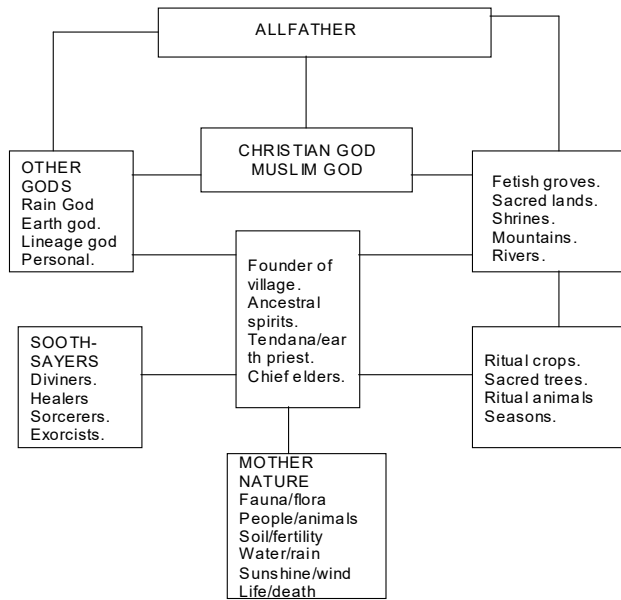 ALLFATHER
CHRISTIAN GOD
MUSLIM GOD
OTHER
GODS
Rain God
Earth god.
Lineage god
Personal.
Fetish groves.
Sacred lands.
Shrines.
Mountains.
Rivers.
Founder of
village.
Ancestral
spirits.
Tendana/ear
th priest.
Chief elders.
SOOTH-
SAYERS
Diviners.
Healers
Sorcerers.
Exorcists.
Ritual crops.
Sacred trees.
Ritual animals
Seasons.
MOTHER
NATURE
Fauna/flora
People/animals
Soil/fertility
Water/rain
Sunshine/wind
Life/death